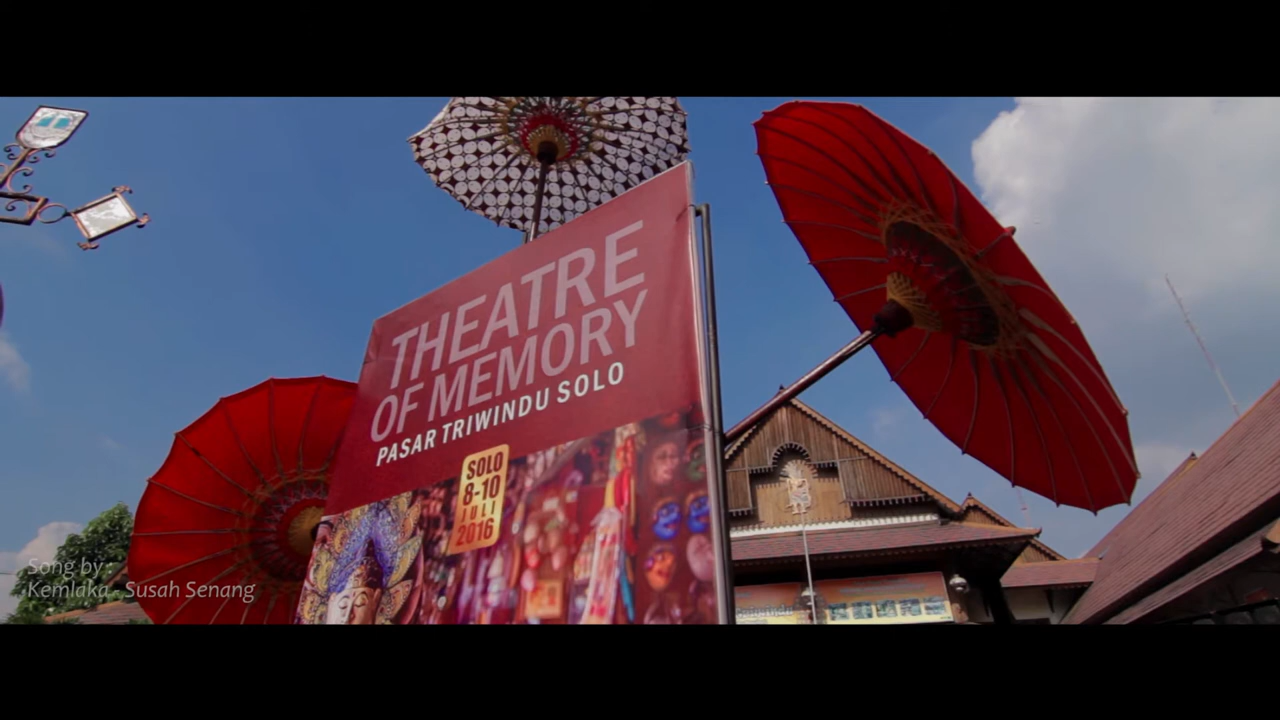 THEATRE
OF MEMORY
PASAR TRIWINDU SOLO
SOLO
8-10
JULI
2016
Song by :
Kemlaka - Susah Senang